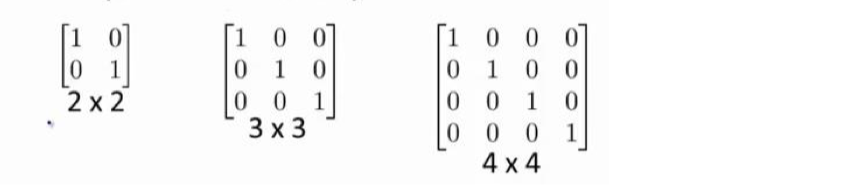 1 0
0 1
2 x 2
1 0 0
0 1 0
0 0 1
3 x 3
1 0 0 0
0 1 0 0
0 0 1 0
0 0 0 1
4 x 4